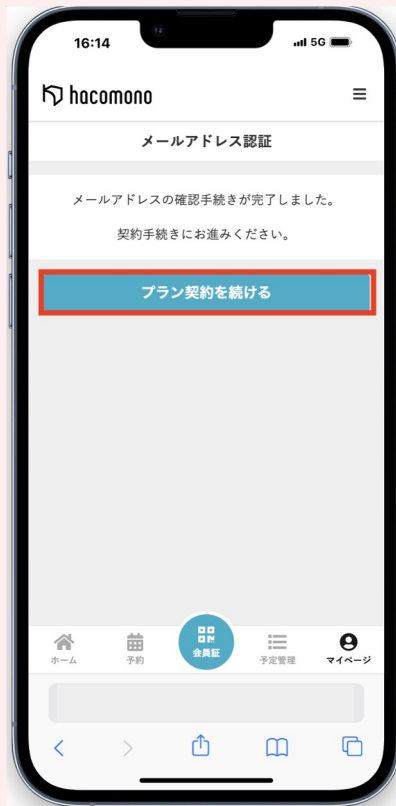 16:14
5G
hacomono
メールアドレス認証
メールアドレスの確認手続きが完了しました。
契約手続きにお進みください。
プラン契約を続ける
ホーム
予約
会員証
予定管理
マイページ